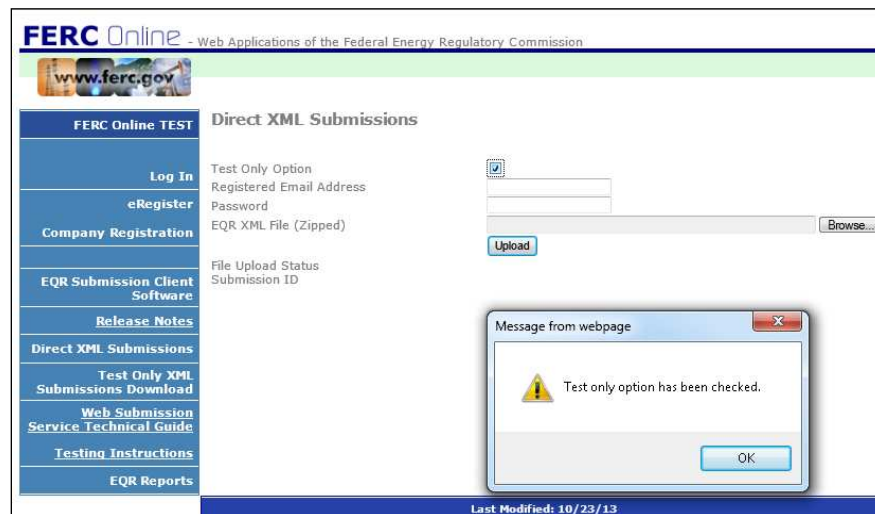 FERC Online - Web Applications of the Federal Energy Regulatory Commission
www.ferc.gov
FERC Online TEST
Log In
eRegister
Company Registration
EQR Submission Client
Software
Release Notes
Direct XML Submissions
Test Only XML
Submissions Download
Web Submission
Service Technical Guide
Testing Instructions
EQR Reports
Direct XML Submissions
Test Only Option
Registered Email Address
Password
EQR XML File (Zipped)
Browse...
Upload
File Upload Status
Submission ID
Message from webpage
Test only option has been checked.
OK
Last Modified: 10/23/13